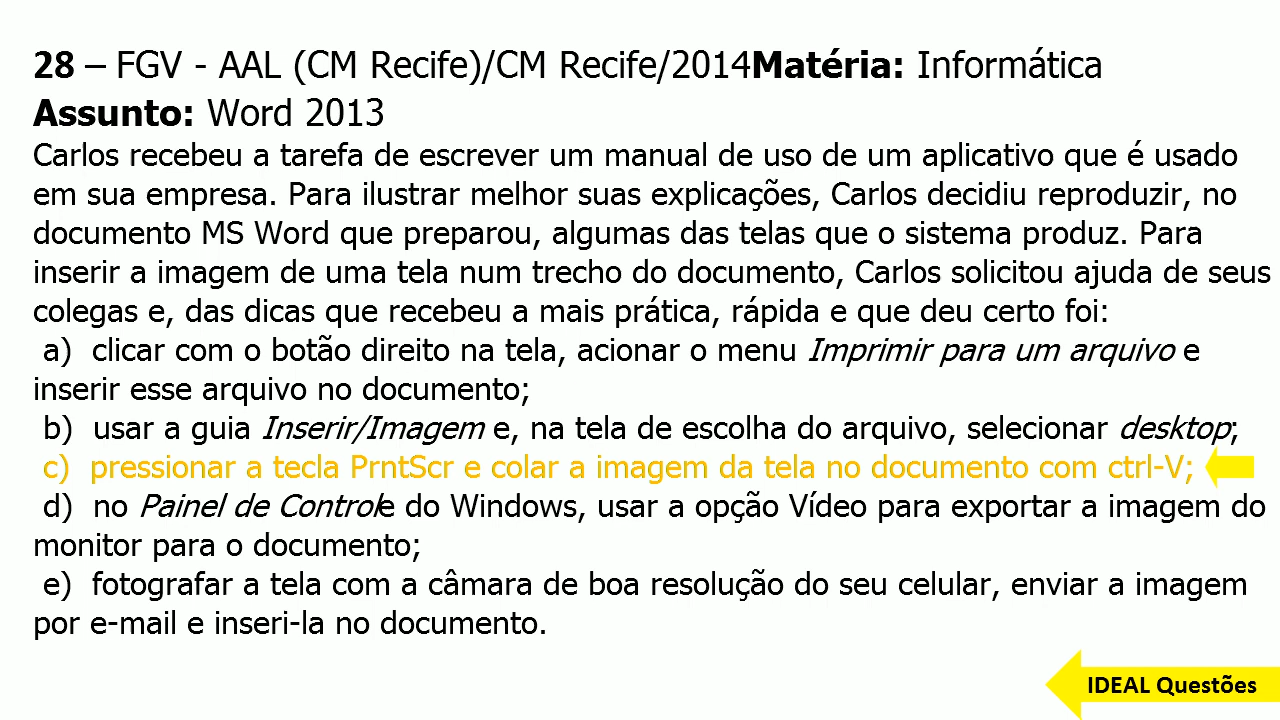 28 – FGV - AAL (CM Recife)/CM Recife/2014Matéria: Informática
Assunto: Word 2013
Carlos recebeu a tarefa de escrever um manual de uso de um aplicativo que é usado
em sua empresa. Para ilustrar melhor suas explicações, Carlos decidiu reproduzir, no
documento MS Word que preparou, algumas das telas que o sistema produz. Para
inserir a imagem de uma tela num trecho do documento, Carlos solicitou ajuda de seus
colegas e, das dicas que recebeu a mais prática, rápida e que deu certo foi:
a) clicar com o botão direito na tela, acionar o menu Imprimir para um arquivo e
inserir esse arquivo no documento;
b) usar a guia Inserir/Imagem e, na tela de escolha do arquivo, selecionar desktop;
c) pressionar a tecla PrntScr e colar a imagem da tela no documento com ctrl-V;
d) no Painel de Controle do Windows, usar a opção Vídeo para exportar a imagem do
monitor para o documento;
e) fotografar a tela com a câmara de boa resolução do seu celular, enviar a imagem
por e-mail e inseri-la no documento.
IDEAL Questões